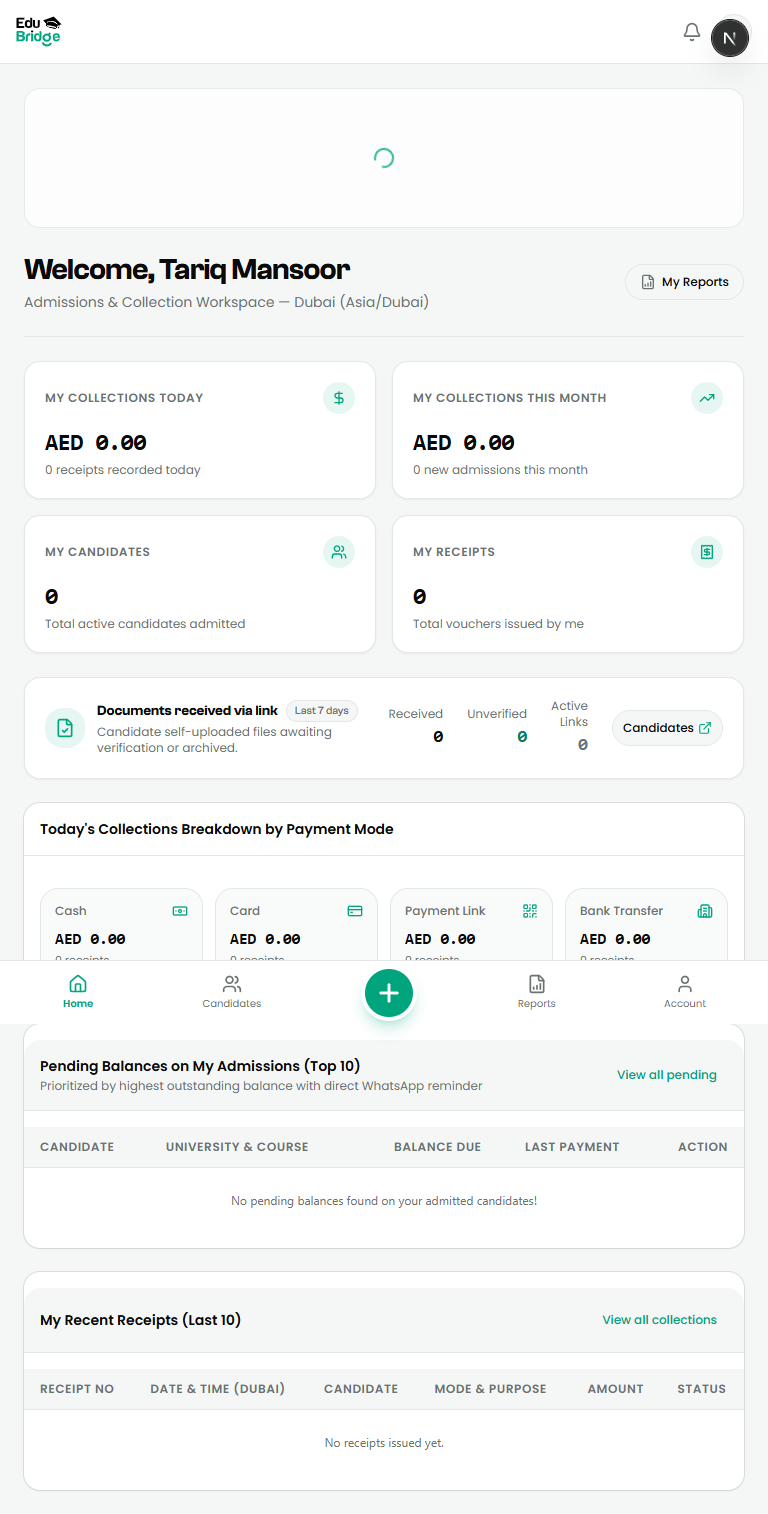 Edu
Bridge
N
Welcome, Tariq Mansoor
Admissions & Collection Workspace — Dubai (Asia/Dubai)
My Reports
MY COLLECTIONS TODAY
AED 0.00
0 receipts recorded today
MY COLLECTIONS THIS MONTH
AED 0.00
0 new admissions this month
MY CANDIDATES
0
Total active candidates admitted
MY RECEIPTS
0
Total vouchers issued by me
Documents received via link
Last 7 days
Candidate self-uploaded files awaiting
verification or archived.
Received
0
Unverified
0
Active
Links
0
Candidates
Today's Collections Breakdown by Payment Mode
Cash
AED 0.00
0 receipts
Card
AED 0.00
0 receipts
Payment Link
AED 0.00
0 receipts
Bank Transfer
AED 0.00
0 receipts
Home
Candidates
Reports
Account
Pending Balances on My Admissions (Top 10)
Prioritized by highest outstanding balance with direct WhatsApp reminder
View all pending
CANDIDATE UNIVERSITY & COURSE BALANCE DUE LAST PAYMENT ACTION
No pending balances found on your admitted candidates!
My Recent Receipts (Last 10)
View all collections
RECEIPT NO DATE & TIME (DUBAI) CANDIDATE MODE & PURPOSE AMOUNT STATUS
No receipts issued yet.